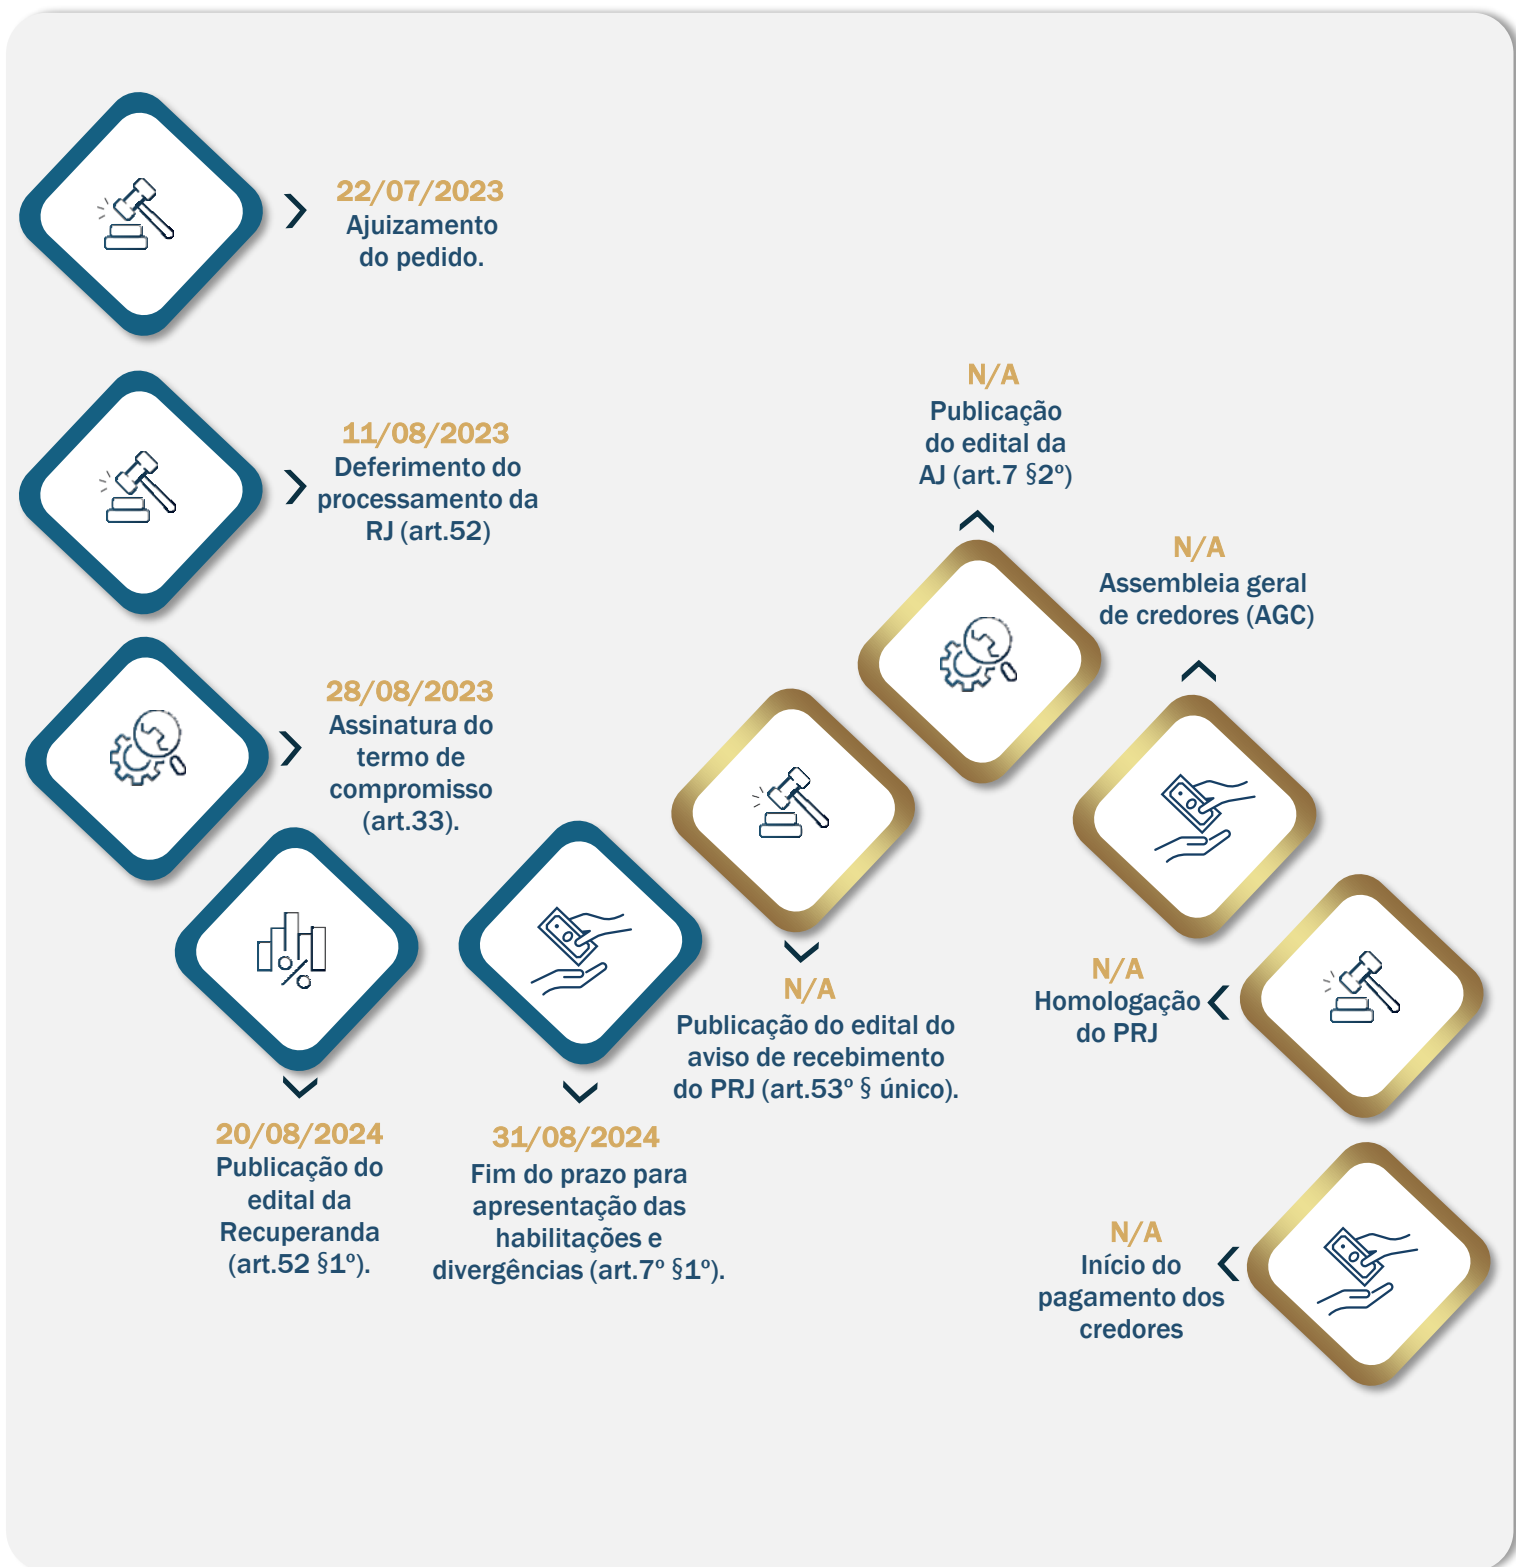 22/07/2023
Ajuizamento
do pedido.
11/08/2023
Deferimento do
processamento da
RJ (art.52)
28/08/2023
Assinatura do
termo de
compromisso
(art.33).
20/08/2024
Publicação do
edital da
Recuperanda
(art.52 §1º).
31/08/2024
Fim do prazo para
apresentação das
habilitações e
divergências (art.7º §1º).
N/A
Publicação do edital do
aviso de recebimento
do PRJ (art.53º § único).
N/A
Publicação
do edital da
AJ (art.7 §2º)
N/A
Assembleia geral
de credores (AGC)
N/A
Homologação
do PRJ
N/A
Início do
pagamento dos
credores